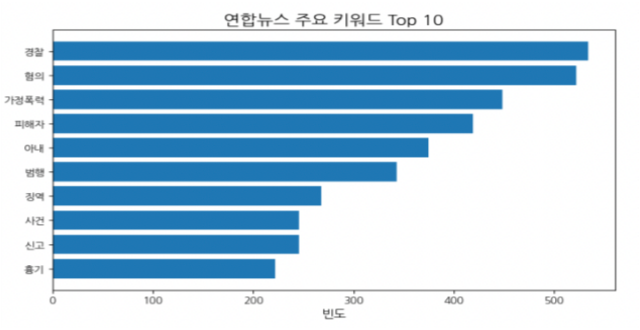 연합뉴스 주요 키워드 Top 10
경찰
혐의
가정폭력
피해자
아내
범행
징역
사건
신고
흉기
0 100 200 300 400 500
빈도